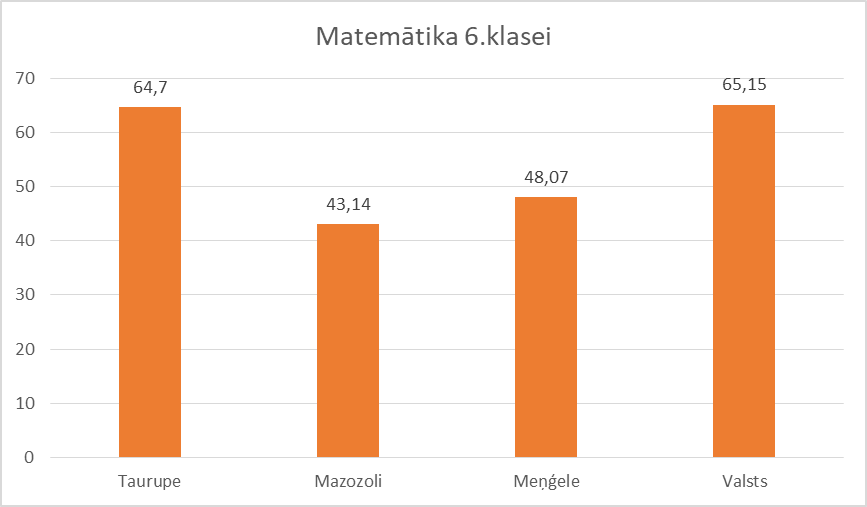 Matemātika 6.klasei
70
60
50
40
30
20
10
0
64,7
43,14
48,07
65,15
Taurupe
Mazozoli
Meņģele
Valsts